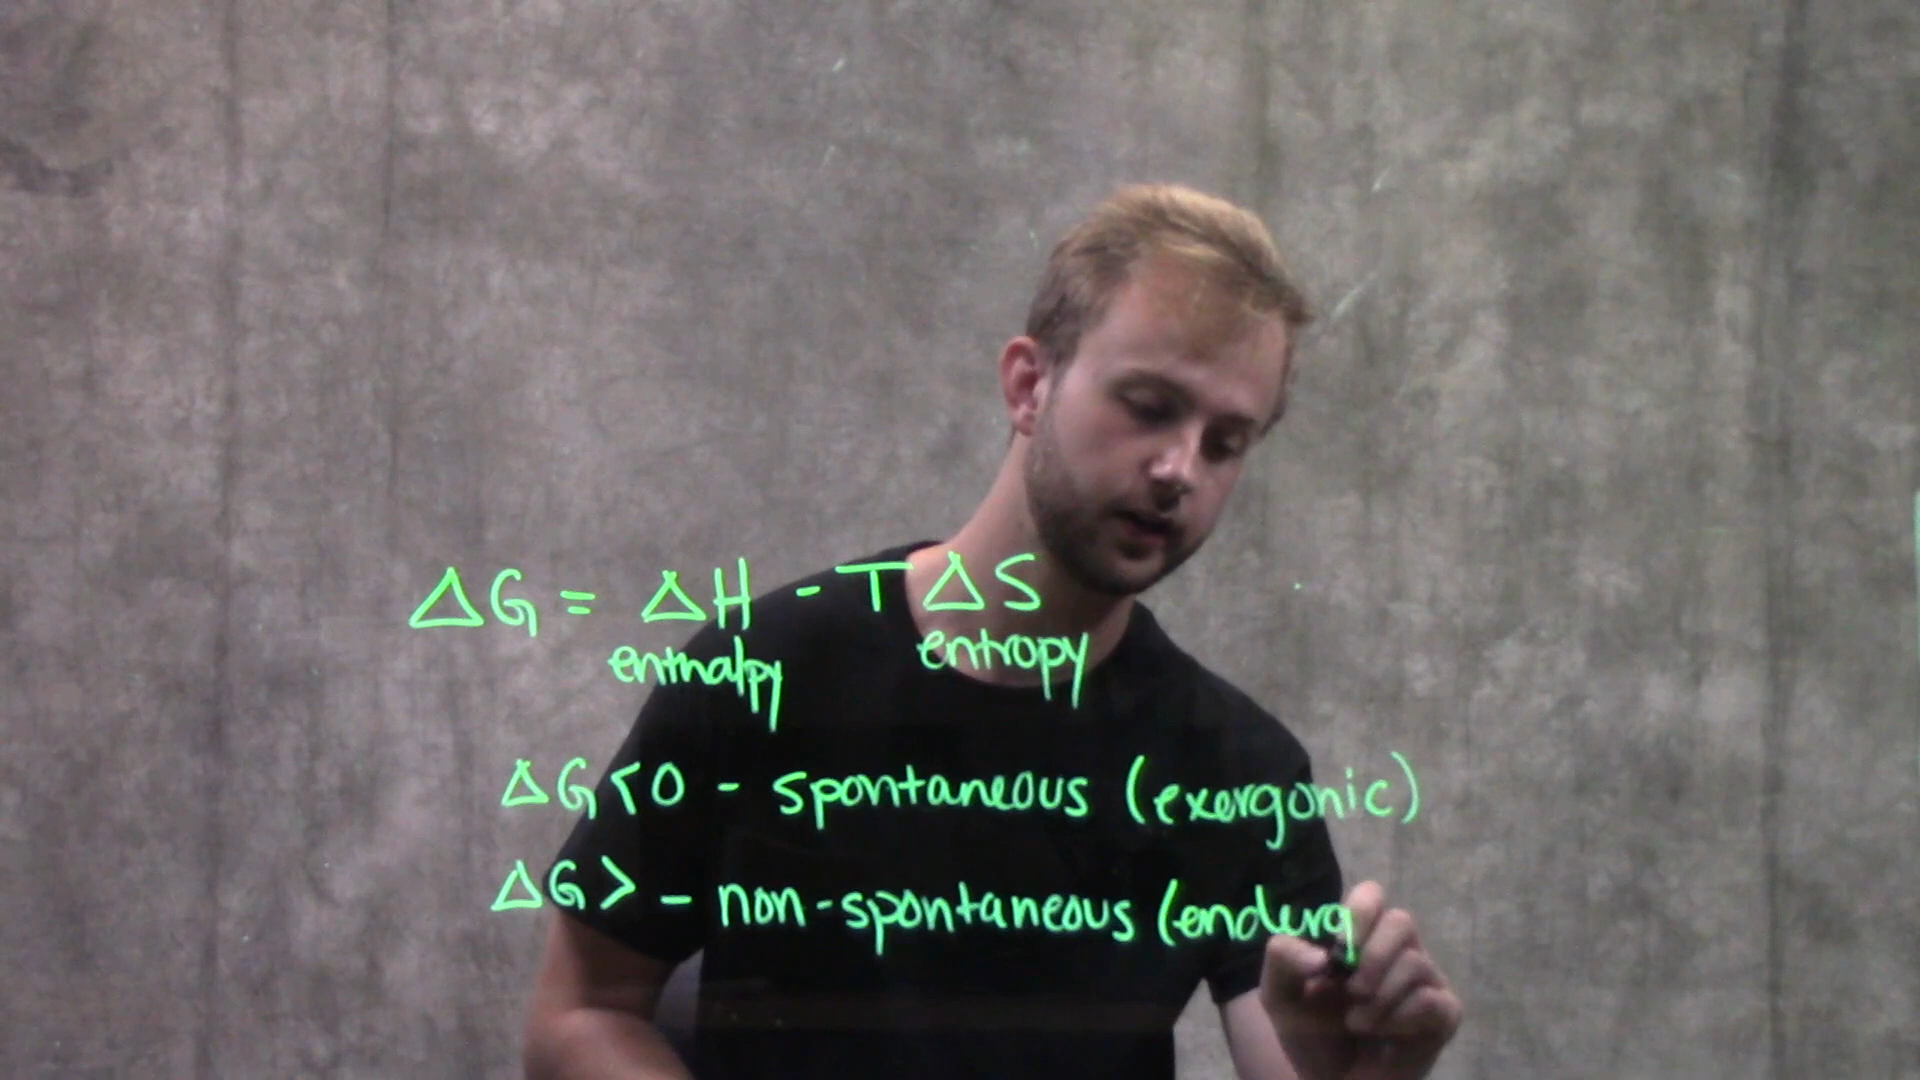 ΔG = ΔH - TΔS
enthalpy entropy
ΔG<0 - spontaneous (exergonic)
ΔG> - non-spontaneous (enderg